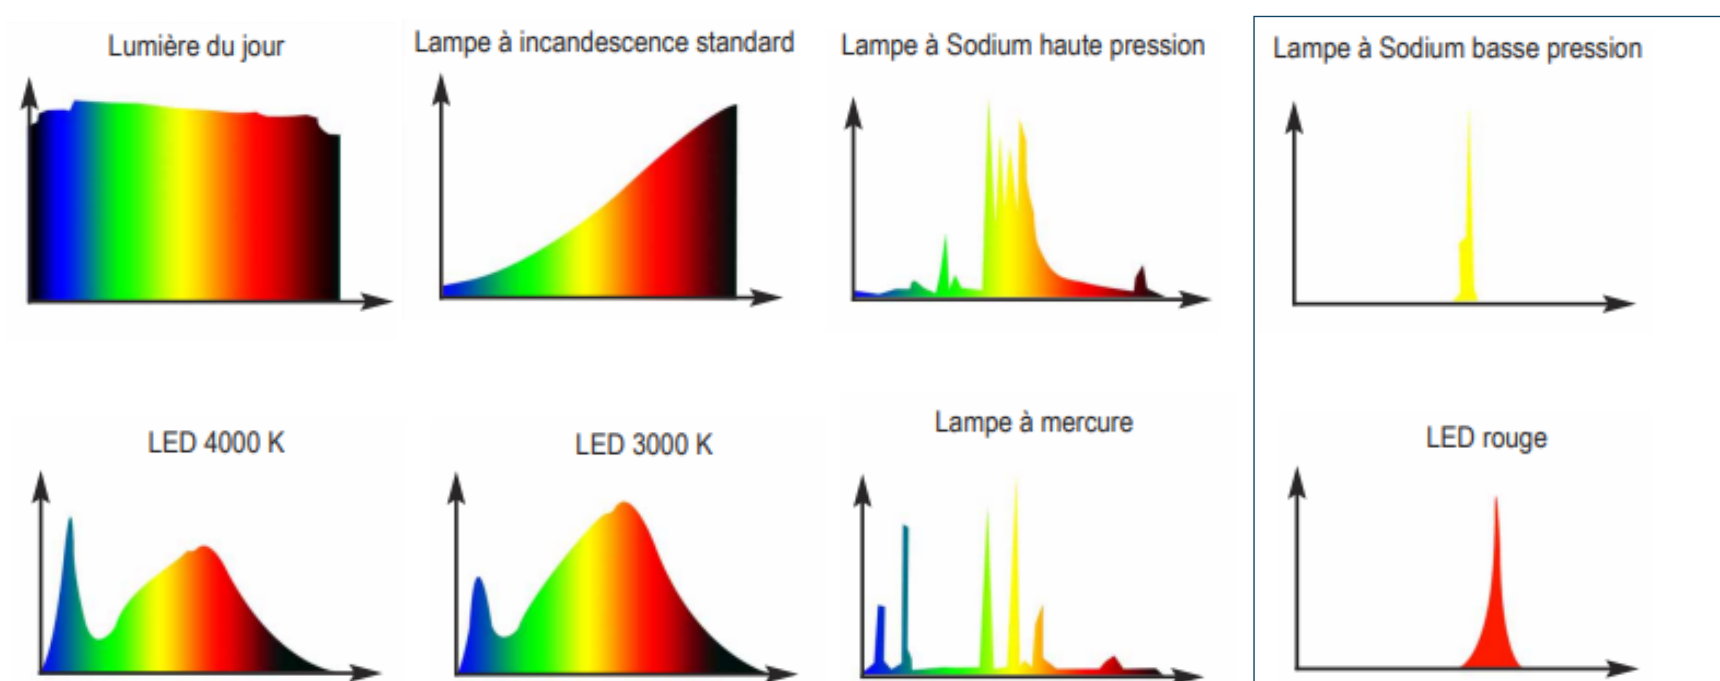 Lumière du jour
Lampe à incandescence standard
Lampe à Sodium haute pression
Lampe à Sodium basse pression
LED 4000 K
LED 3000 K
Lampe à mercure
LED rouge